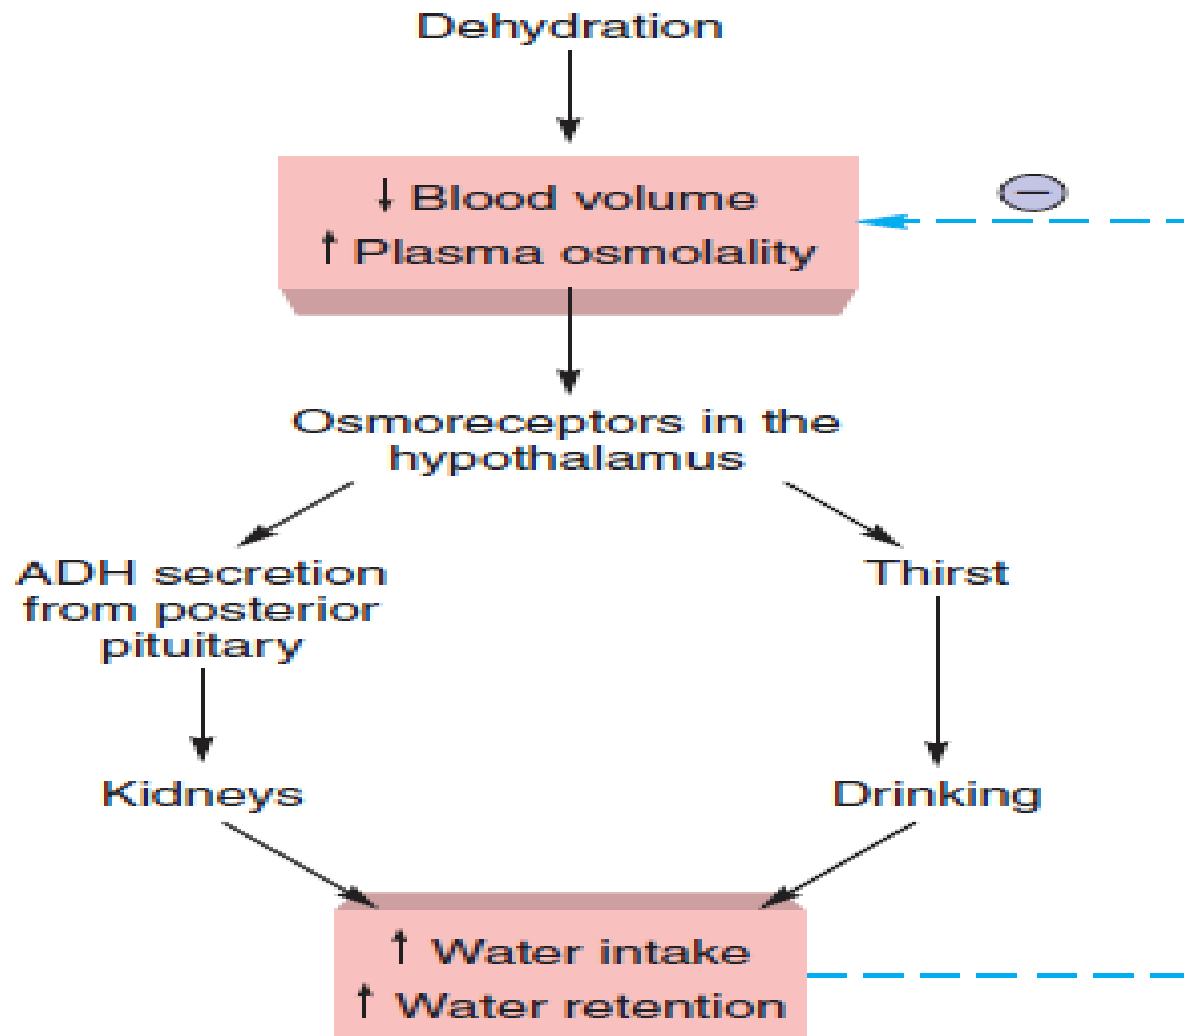 Dehydration
↓ Blood volume
↑ Plasma osmolality
−
Osmoreceptors in the
hypothalamus
ADH secretion
from posterior
pituitary
Thirst
Kidneys
Drinking
↑ Water intake
↑ Water retention